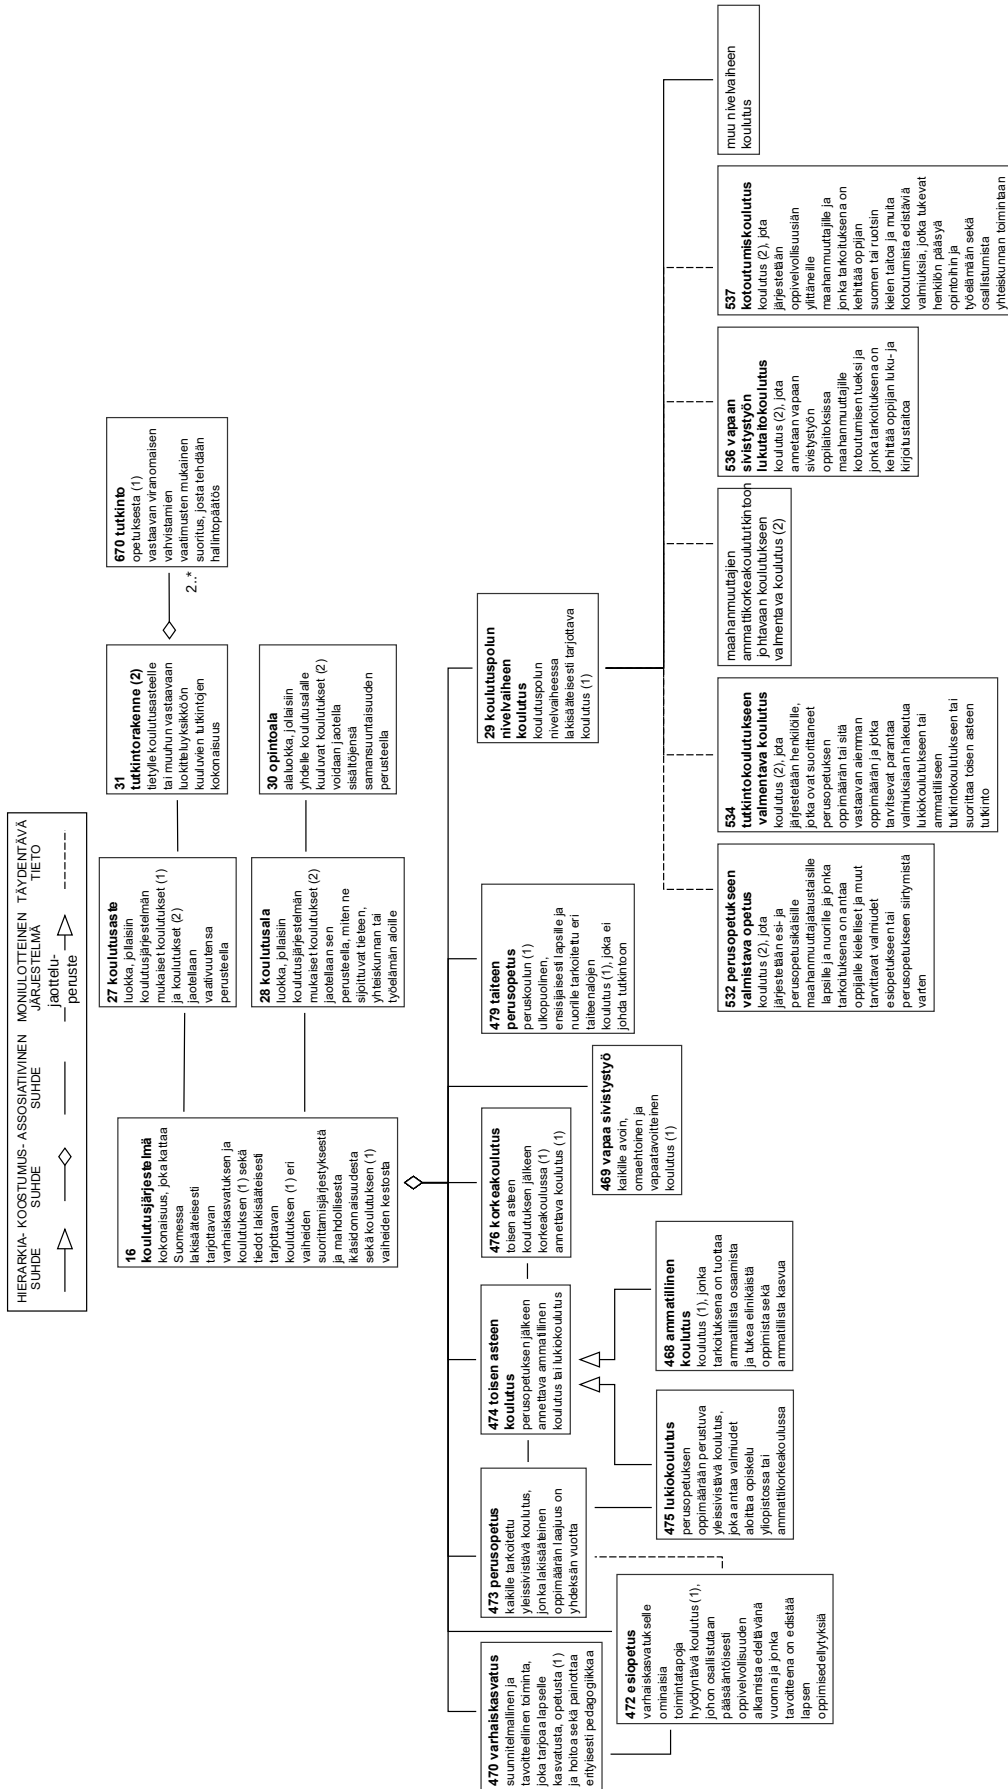 HIERARKIA- KOOSTUMUS- ASSOSIATIIVINEN MONIULOTTEINEN TÄYDENTÄVÄ
SUHDE SUHDE SUHDE JÄRJESTELMÄ TIETO
jaottelu-
peruste
16
koulutusjärjestelmä
kokonaisuus, joka kattaa
Suomessa
lakisääteisesti
tarjottavan
varhaiskasvatuksen ja
koulutuksen (1) sekä
tiedot lakisääteisesti
tarjottavan
koulutuksen (1) eri
vaiheiden
suorittamisjärjestyksestä
ja mahdollisesta
ikäsidonnaisuudesta
sekä koulutuksen (1)
vaiheiden kestosta
27 koulutusaste
luokka, jollaisiin
koulutusjärjestelmän
mukaiset koulutukset (1)
ja koulutukset (2)
jaotellaan
vaativuutensa
perusteella
31
tutkintorakenne (2)
tietylle koulutusasteelle
tai muuhun vastaavaan
luokitteluyksikköön
kuuluvien tutkintojen
kokonaisuus
2..*
670 tutkinto
opetuksesta (1)
vastaavan viranomaisen
vahvistamien
vaatimusten mukainen
suoritus, josta tehdään
hallintopäätös
28 koulutusala
luokka, jollaisiin
koulutusjärjestelmän
mukaiset koulutukset (2)
jaotellaan sen
perusteella, miten ne
sijoittuvat tieteen,
yhteiskunnan tai
työelämän aloille
30 opintoala
alaluokka, jollaisiin
yhdelle koulutusalalle
kuuluvat koulutukset (2)
voidaan jaotella
sisältöjensä
samansuuntaisuuden
perusteella
470 varhaiskasvatus
suunnitelmallinen ja
tavoitteellinen toiminta,
joka tarjoaa lapselle
kasvatusta, opetusta (1)
ja hoitoa sekä painottaa
erityisesti pedagogiikkaa
473 perusopetus
kaikille tarkoitettu
yleissivistävä koulutus,
jonka lakisääteinen
oppimäärän laajuus on
yhdeksän vuotta
474 toisen asteen
koulutus
perusopetuksen jälkeen
annettava ammatillinen
koulutus tai lukiokoulutus
476 korkeakoulutus
toisen asteen
koulutuksen jälkeen
korkeakoulussa (1)
annettava koulutus (1)
479 taiteen
perusopetus
peruskoulun (1)
ulkopuolinen,
ensisijaisesti lapsille ja
nuorille tarkoitettu eri
taiteenalojen
koulutus (1), joka ei
johda tutkintoon
29 koulutuspolun
nivelvaiheen
koulutus
koulutuspolun
nivelvaiheessa
lakisääteisesti tarjottava
koulutus (1)
472 esiopetus
varhaiskasvatukselle
ominaisia
toimintatapoja
hyödyntävä koulutus (1),
johon osallistutaan
pääsääntöisesti
oppivelvollisuuden
alkamista edeltävänä
vuonna ja jonka
tavoitteena on edistää
lapsen
oppimisedellytyksiä
475 lukiokoulutus
perusopetuksen
oppimäärään perustuva
yleissivistävä koulutus,
joka antaa valmiudet
aloittaa opiskelu
yliopistossa tai
ammattikorkeakoulussa
468 ammatillinen
koulutus
koulutus (1), jonka
tarkoituksena on tuottaa
ammatillista osaamista
ja tukea elinikäistä
oppimista sekä
ammatillista kasvua
469 vapaa sivistystyö
kaikille avoin,
omaehtoinen ja
vapaatavoitteinen
koulutus (1)
532 perusopetukseen
valmistava opetus
koulutus (2), jota
järjestetään esi- ja
perusopetusikäisille
maahanmuuttajataustaisille
lapsille ja nuorille ja jonka
tarkoituksena on antaa
oppijalle kielelliset ja muut
tarvittavat valmiudet
esiopetukseen tai
perusopetukseen siirtymistä
varten
534
tutkintokoulutukseen
valmentava koulutus
koulutus (2), jota
järjestetään henkilöille,
jotka ovat suorittaneet
perusopetuksen
oppimäärän tai sitä
vastaavan aiemman
oppimäärän ja jotka
tarvitsevat parantaa
valmiuksiaan hakeutua
lukiokoulutukseen tai
ammatilliseen
tutkintokoulutukseen tai
suorittaa toisen asteen
tutkinto
maahanmuuttajien
ammattikorkeakoulututkintoon
johtavaan koulutukseen
valmentava koulutus (2)
536 vapaan
sivistystyön
lukutaitokoulutus
koulutus (2), jota
annetaan vapaan
sivistystyön
oppilaitoksissa
maahanmuuttajille
kotoutumisen tueksi ja
jonka tarkoituksena on
kehittää oppijan luku- ja
kirjoitustaitoa
537
kotoutumiskoulutus
koulutus (2), jota
järjestetään
oppivelvollisuusiän
ylittäneille
maahanmuuttajille ja
jonka tarkoituksena on
kehittää oppijan
suomen tai ruotsin
kielen taitoa ja muita
kotoutumista edistäviä
valmiuksia, jotka tukevat
henkilön pääsyä
opintoihin ja
työelämään sekä
osallistumista
yhteiskunnan toimintaan
muu nivelvaiheen
koulutus